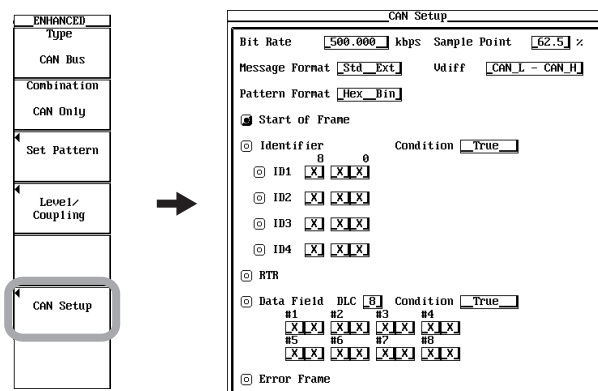 ENHANCED
Type
CAN Bus
Combination
CAN Only
Set Pattern
Level/
Coupling
CAN Setup
CAN Setup
Bit Rate 500.000 kbps Sample Point 62.5 %
Message Format Std Ext Vdiff CAN_L - CAN_H
Pattern Format Hex Bin
Start of Frame
Identifier Condition True
8 0
ID1 X X X
ID2 X X X
ID3 X X X
ID4 X X X
RTR
Data Field DLC 8 Condition True
#1 #2 #3 #4
X X X X X X X X
#5 #6 #7 #8
X X X X X X X X
Error Frame